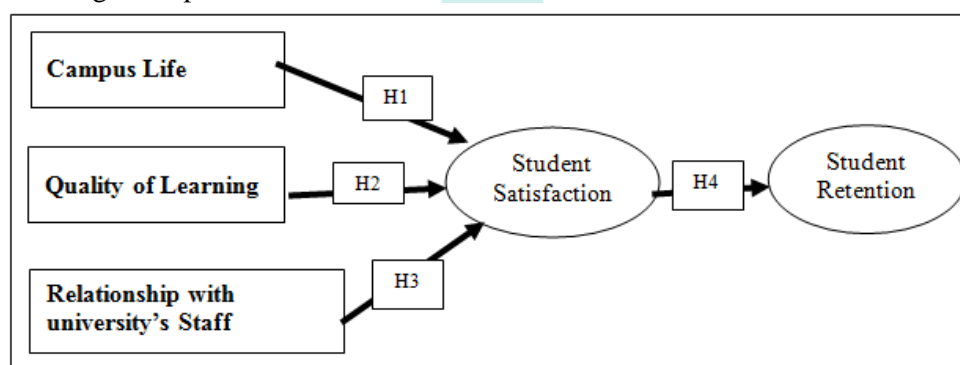 Campus Life
H1
Quality of Learning
H2
Student
Satisfaction
H4
Student
Retention
Relationship with
university's Staff
H3